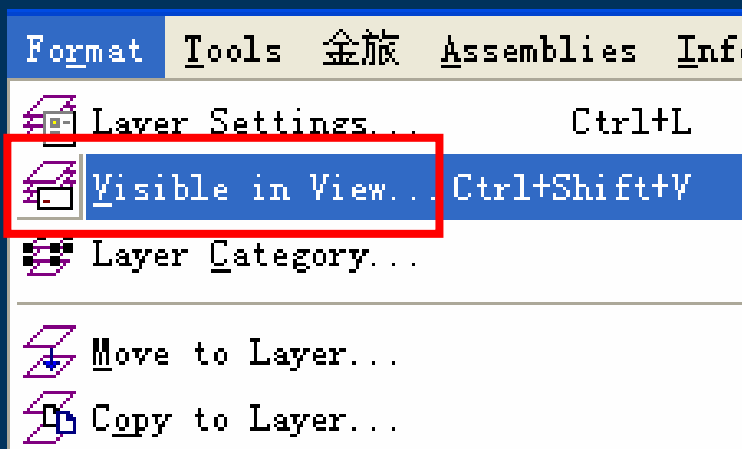 Format Tools 金旅 Assemblies Info
Layer Settings... Ctrl+L
Visible in View... Ctrl+Shift+V
Layer Category...
Move to Layer...
Copy to Layer...